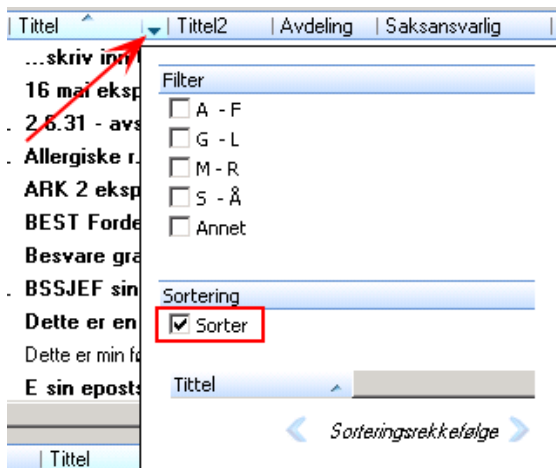 Tittel Tittel2 Avdeling Saksansvarlig
...skriv inn
16 mai eksp
2.6.31 - avs
Allergiske r.
ARK 2 eksp
BEST Forde
Besvare gra
BSSJEF sin
Dette er en
Dette er min
E sin eposts
Tittel
Filter
A - F
G - L
M - R
S - Å
Annet
Sortering
Sorter
Tittel
Sorteringsrekkefølge